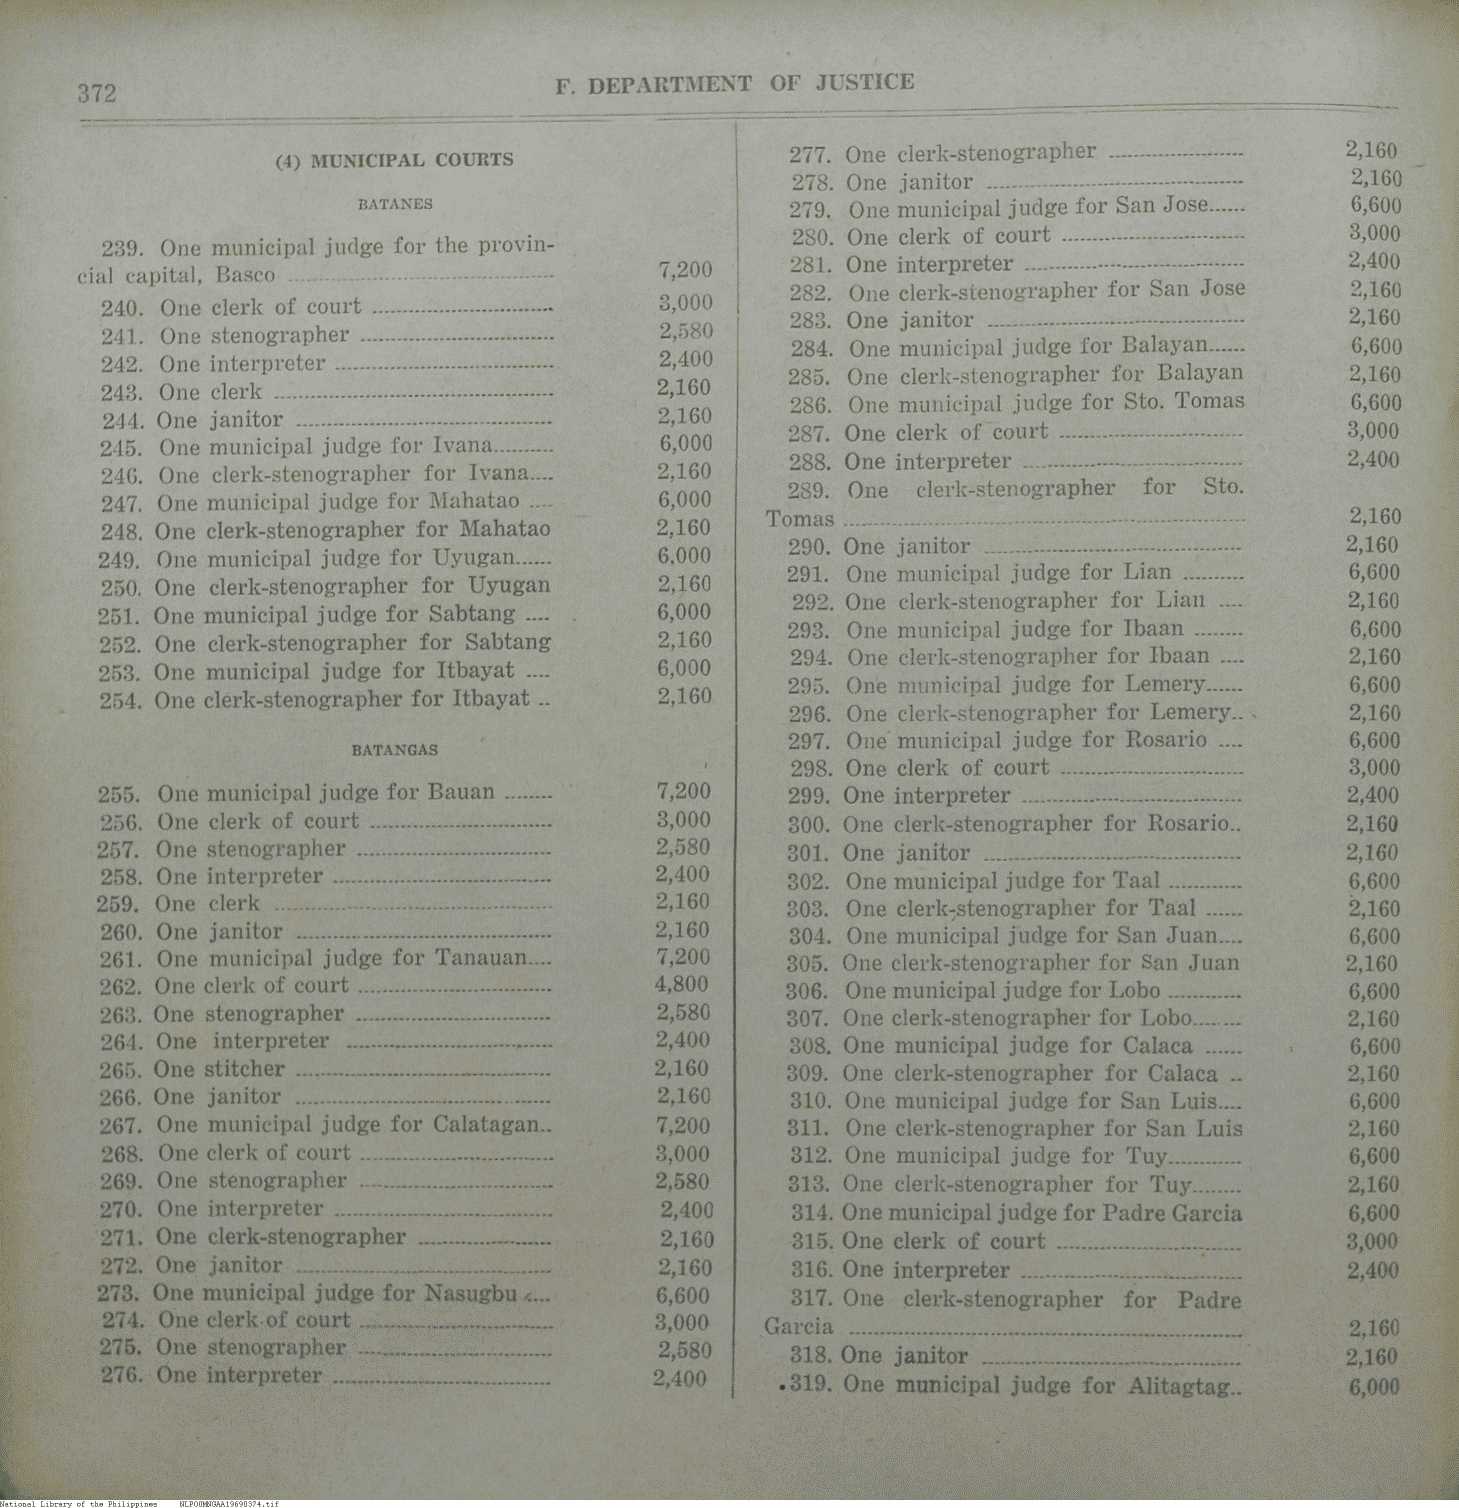 372
F. DEPARTMENT OF JUSTICE
(4) MUNICIPAL COURTS
BATANES
239. One municipal judge for the provin-
cial capital, Basco ........ 7,200
240. One clerk of court ........ 3,000
241. One stenographer ........ 2,580
242. One interpreter ........ 2,400
243. One clerk ........ 2,160
244. One janitor ........ 2,160
245. One municipal judge for Ivana........ 6,000
246. One clerk-stenographer for Ivana.... 2,160
247. One municipal judge for Mahatao .... 6,000
248. One clerk-stenographer for Mahatao 2,160
249. One municipal judge for Uyugan...... 6,000
250. One clerk-stenographer for Uyugan 2,160
251. One municipal judge for Sabtang .... 6,000
252. One clerk-stenographer for Sabtang 2,160
253. One municipal judge for Itbayat .... 6,000
254. One clerk-stenographer for Itbayat .. 2,160
BATANGAS
255. One municipal judge for Bauan ........ 7,200
256. One clerk of court ........ 3,000
257. One stenographer ........ 2,580
258. One interpreter ........ 2,400
259. One clerk ........ 2,160
260. One janitor ........ 2,160
261. One municipal judge for Tanauan.... 7,200
262. One clerk of court ........ 4,800
263. One stenographer ........ 2,580
264. One interpreter ........ 2,400
265. One stitcher ........ 2,160
266. One janitor ........ 2,160
267. One municipal judge for Calatagan.. 7,200
268. One clerk of court ........ 3,000
269. One stenographer ........ 2,580
270. One interpreter ........ 2,400
271. One clerk-stenographer ........ 2,160
272. One janitor ........ 2,160
273. One municipal judge for Nasugbu .... 6,600
274. One clerk of court ........ 3,000
275. One stenographer ........ 2,580
276. One interpreter ........ 2,400
277. One clerk-stenographer ........ 2,160
278. One janitor ........ 2,160
279. One municipal judge for San Jose...... 6,600
280. One clerk of court ........ 3,000
281. One interpreter ........ 2,400
282. One clerk-stenographer for San Jose 2,160
283. One janitor ........ 2,160
284. One municipal judge for Balayan...... 6,600
285. One clerk-stenographer for Balayan 2,160
286. One municipal judge for Sto. Tomas 6,600
287. One clerk of court ........ 3,000
288. One interpreter ........ 2,400
289. One clerk-stenographer for Sto.
Tomas ........ 2,160
290. One janitor ........ 2,160
291. One municipal judge for Lian ........ 6,600
292. One clerk-stenographer for Lian .... 2,160
293. One municipal judge for Ibaan ........ 6,600
294. One clerk-stenographer for Ibaan .... 2,160
295. One municipal judge for Lemery...... 6,600
296. One clerk-stenographer for Lemery.. 2,160
297. One municipal judge for Rosario .... 6,600
298. One clerk of court ........ 3,000
299. One interpreter ........ 2,400
300. One clerk-stenographer for Rosario.. 2,160
301. One janitor ........ 2,160
302. One municipal judge for Taal ........ 6,600
303. One clerk-stenographer for Taal ...... 2,160
304. One municipal judge for San Juan.... 6,600
305. One clerk-stenographer for San Juan 2,160
306. One municipal judge for Lobo ........ 6,600
307. One clerk-stenographer for Lobo........ 2,160
308. One municipal judge for Calaca ...... 6,600
309. One clerk-stenographer for Calaca .. 2,160
310. One municipal judge for San Luis.... 6,600
311. One clerk-stenographer for San Luis 2,160
312. One municipal judge for Tuy........ 6,600
313. One clerk-stenographer for Tuy........ 2,160
314. One municipal judge for Padre Garcia 6,600
315. One clerk of court ........ 3,000
316. One interpreter ........ 2,400
317. One clerk-stenographer for Padre
Garcia ........ 2,160
318. One janitor ........ 2,160
319. One municipal judge for Alitagtag.. 6,000
National Library of the Philippines NLPO0MNGAA19690374.tif